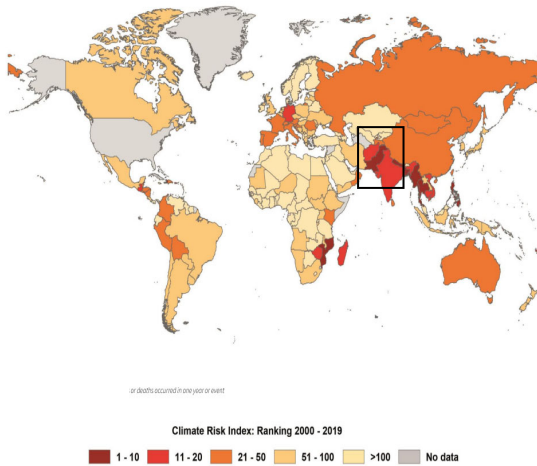 or deaths occurred in one year or event
Climate Risk Index: Ranking 2000 - 2019
1 - 10 11 - 20 21 - 50 51 - 100 >100 No data